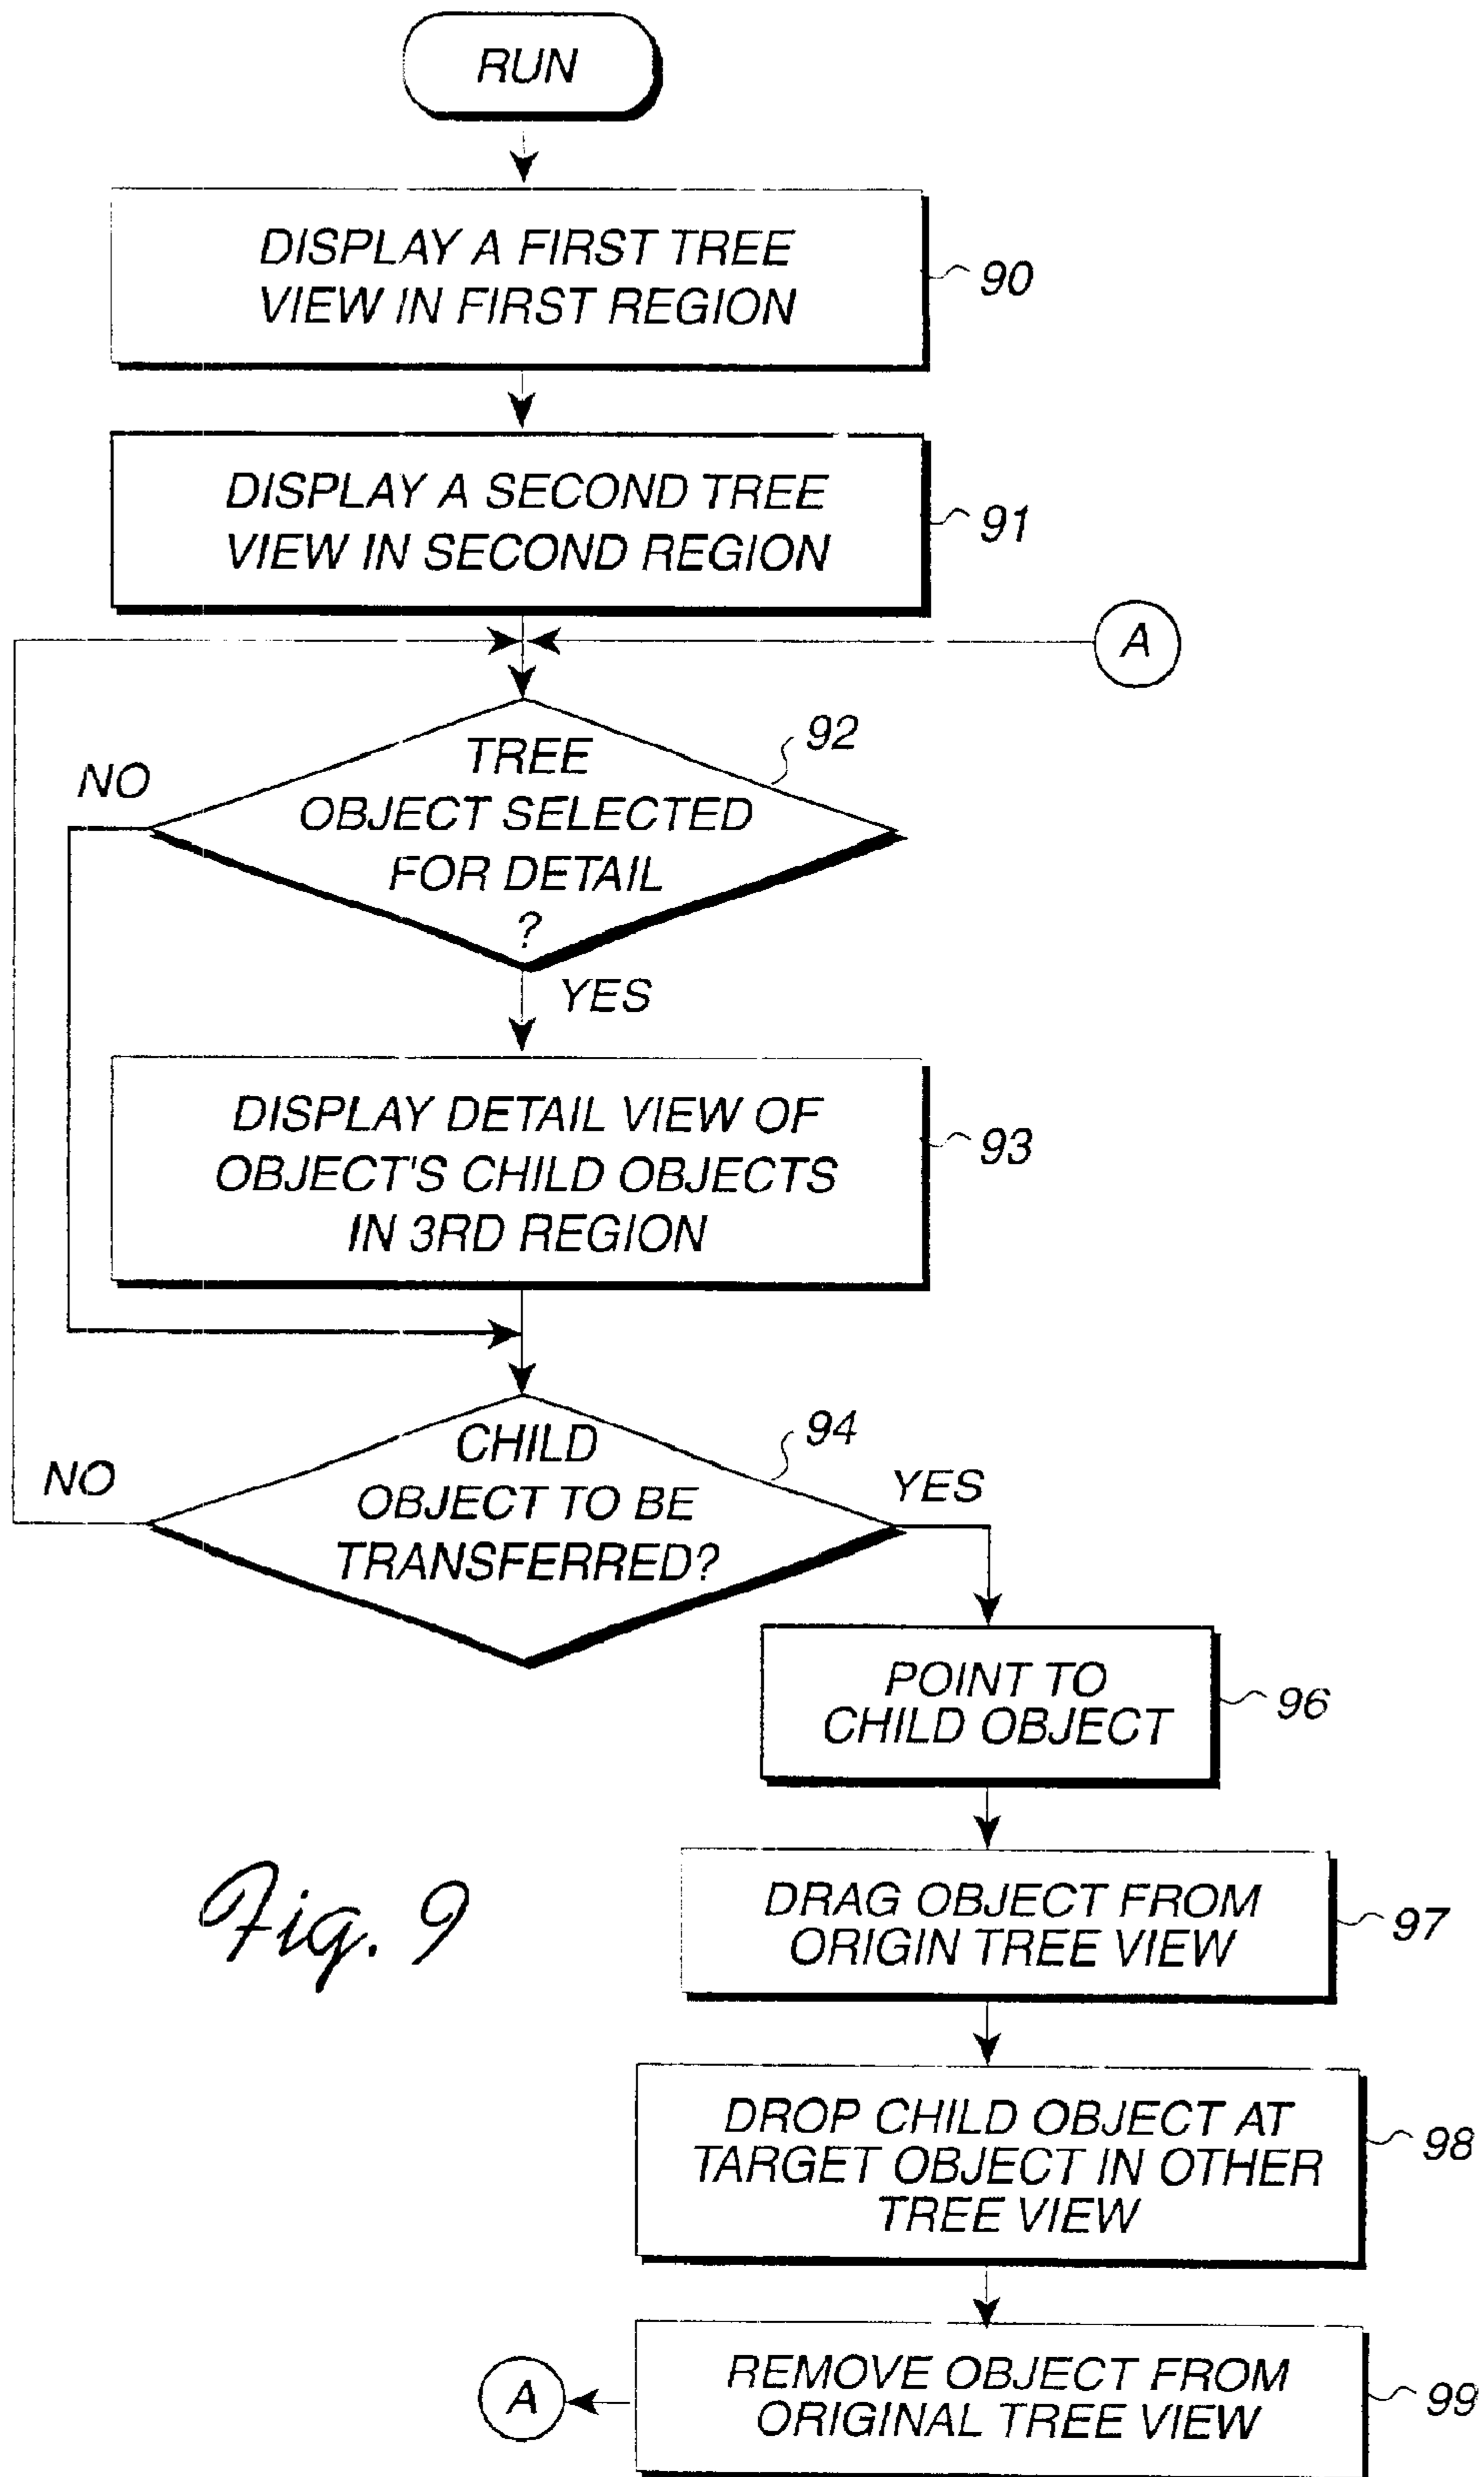 RUN
DISPLAY A FIRST TREE
VIEW IN FIRST REGION
90
DISPLAY A SECOND TREE
VIEW IN SECOND REGION
91
A
92
NO
TREE
OBJECT SELECTED
FOR DETAIL
?
YES
DISPLAY DETAIL VIEW OF
OBJECT'S CHILD OBJECTS
IN 3RD REGION
93
94
NO
CHILD
OBJECT TO BE
TRANSFERRED?
YES
POINT TO
CHILD OBJECT
96
DRAG OBJECT FROM
ORIGIN TREE VIEW
97
Fig. 9
DROP CHILD OBJECT AT
TARGET OBJECT IN OTHER
TREE VIEW
98
REMOVE OBJECT FROM
ORIGINAL TREE VIEW
99
A